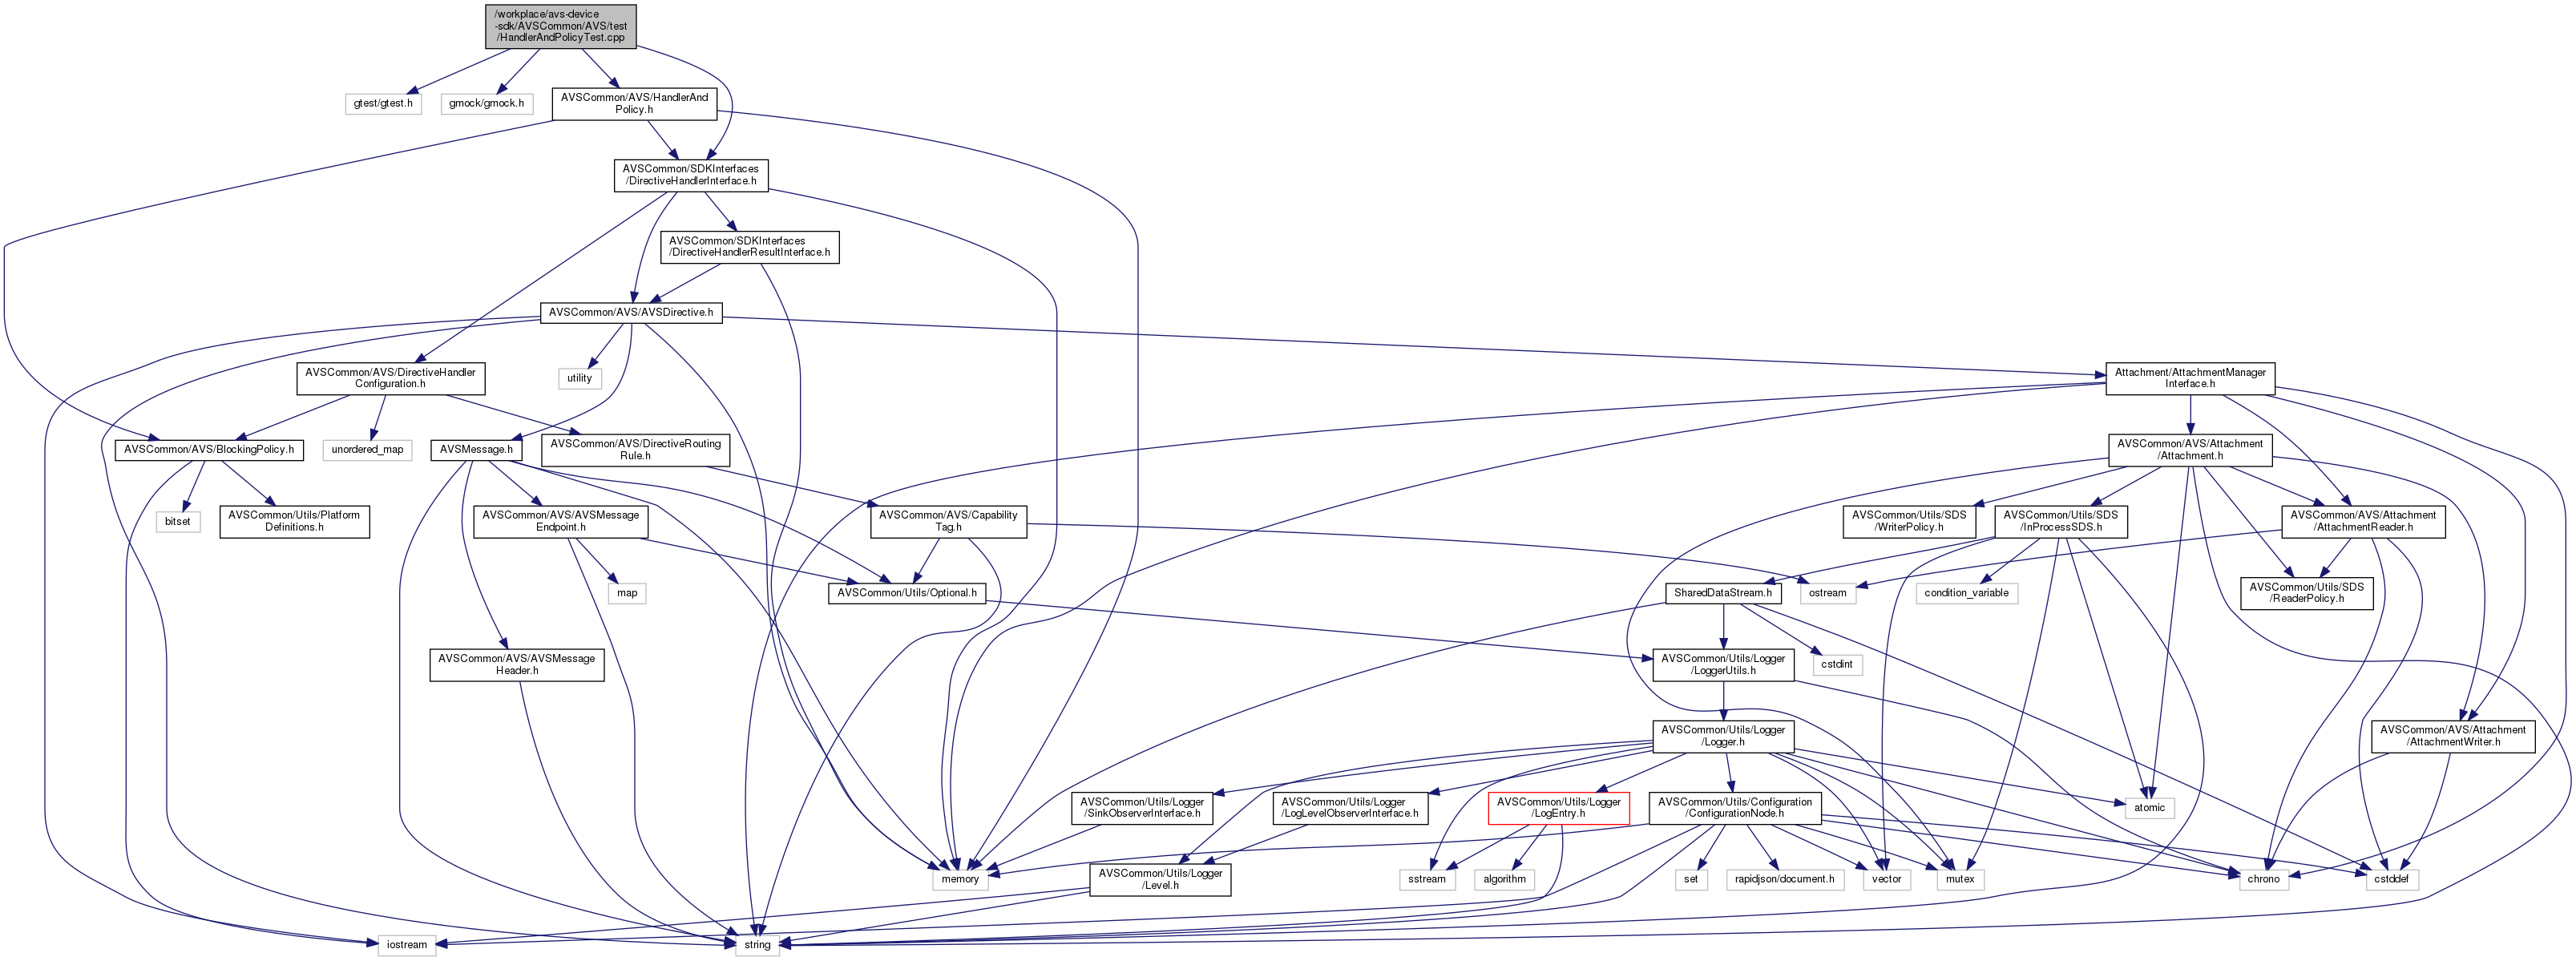 /workplace/avs-device
-sdk/AVSCommon/AVS/test
/HandlerAndPolicyTest.cpp
gtest/gtest.h
gmock/gmock.h
AVSCommon/AVS/HandlerAnd
Policy.h
AVSCommon/SDKInterfaces
/DirectiveHandlerInterface.h
AVSCommon/SDKInterfaces
/DirectiveHandlerResultInterface.h
AVSCommon/AVS/AVSDirective.h
AVSCommon/AVS/DirectiveHandler
Configuration.h
utility
Attachment/AttachmentManager
Interface.h
AVSCommon/AVS/BlockingPolicy.h
unordered_map
AVSMessage.h
AVSCommon/AVS/DirectiveRouting
Rule.h
AVSCommon/AVS/Attachment
/Attachment.h
bitset
AVSCommon/Utils/Platform
Definitions.h
AVSCommon/AVS/AVSMessage
Endpoint.h
AVSCommon/AVS/Capability
Tag.h
AVSCommon/Utils/SDS
/WriterPolicy.h
AVSCommon/Utils/SDS
/InProcessSDS.h
AVSCommon/AVS/Attachment
/AttachmentReader.h
map
AVSCommon/Utils/Optional.h
SharedDataStream.h
ostream
condition_variable
AVSCommon/Utils/SDS
/ReaderPolicy.h
AVSCommon/AVS/AVSMessage
Header.h
AVSCommon/Utils/Logger
/LoggerUtils.h
cstdint
AVSCommon/Utils/Logger
/Logger.h
AVSCommon/AVS/Attachment
/AttachmentWriter.h
AVSCommon/Utils/Logger
/SinkObserverInterface.h
AVSCommon/Utils/Logger
/LogLevelObserverInterface.h
AVSCommon/Utils/Logger
/LogEntry.h
AVSCommon/Utils/Configuration
/ConfigurationNode.h
atomic
memory
AVSCommon/Utils/Logger
/Level.h
sstream
algorithm
set
rapidjson/document.h
vector
mutex
chrono
cstddef
iostream
string